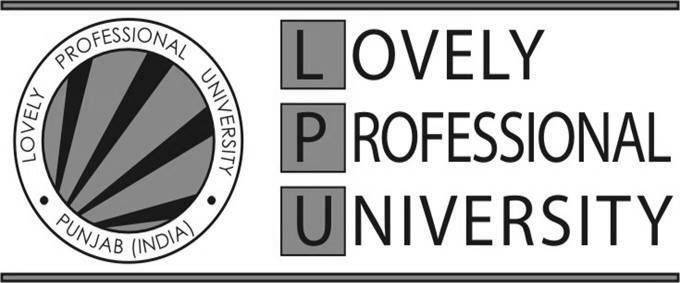 LOVELY PROFESSIONAL UNIVERSITY
• PUNJAB (INDIA) •
LOVELY
PROFESSIONAL
UNIVERSITY